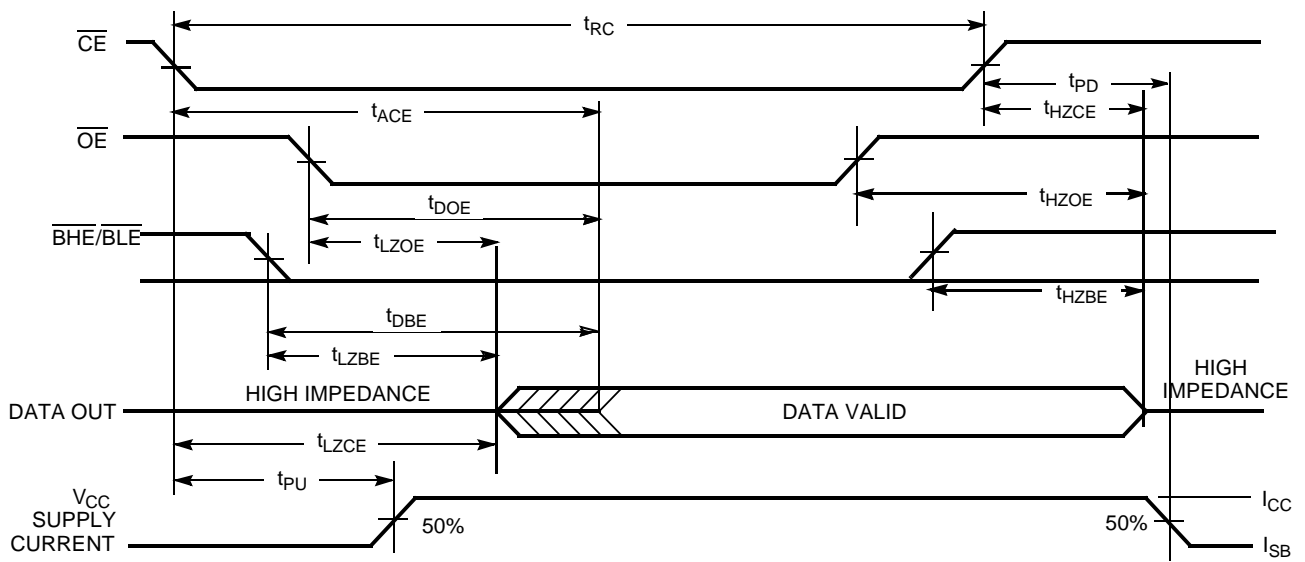 tRC
CE
tPD
tACE
tHZCE
OE
tDOE
tHZOE
BHE/BLE
tLZOE
tHZBE
tDBE
tLZBE
HIGH IMPEDANCE
HIGH
IMPEDANCE
DATA OUT
DATA VALID
tLZCE
tPU
VCC
SUPPLY
CURRENT
50%
50%
ICC
ISB